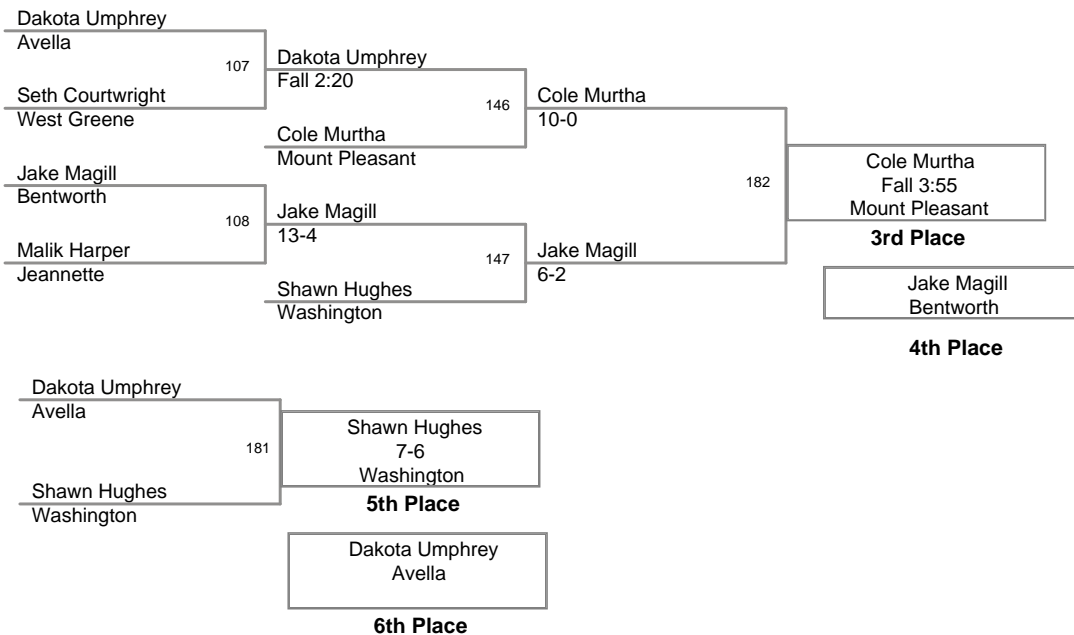 Dakota Umphrey
Avella
107
Seth Courtwright
West Greene
Dakota Umphrey
Fall 2:20
146
Cole Murtha
Mount Pleasant
Cole Murtha
10-0
Jake Magill
Bentworth
108
Malik Harper
Jeannette
Jake Magill
13-4
147
Shawn Hughes
Washington
Jake Magill
6-2
182
Cole Murtha
Fall 3:55
Mount Pleasant
3rd Place
Jake Magill
Bentworth
4th Place
Dakota Umphrey
Avella
181
Shawn Hughes
Washington
Shawn Hughes
7-6
Washington
5th Place
Dakota Umphrey
Avella
6th Place